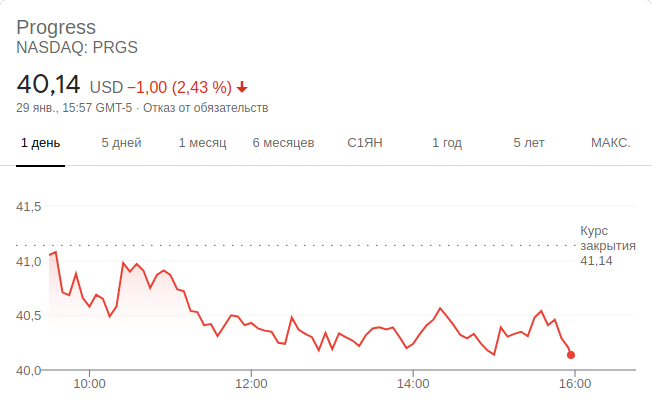 Progress
NASDAQ: PRGS
40,14 USD −1,00 (2,43 %)
29 янв., 15:57 GMT-5 · Отказ от обязательств
1 день 5 дней 1 месяц 6 месяцев С1ЯН 1 год 5 лет МАКС.
41,5
Курс
закрытия
41,14
41,0
40,5
40,0
10:00 12:00 14:00 16:00